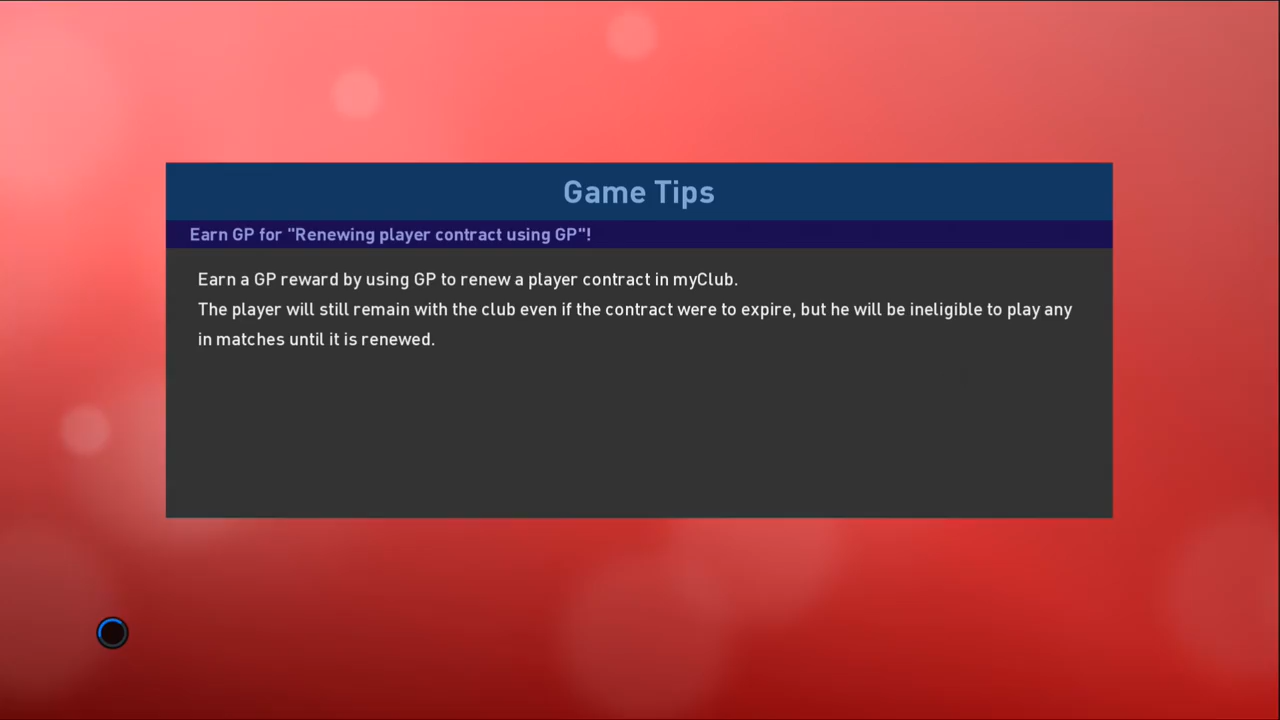 Game Tips
Earn GP for "Renewing player contract using GP"!
Earn a GP reward by using GP to renew a player contract in myClub.
The player will still remain with the club even if the contract were to expire, but he will be ineligible to play any
in matches until it is renewed.